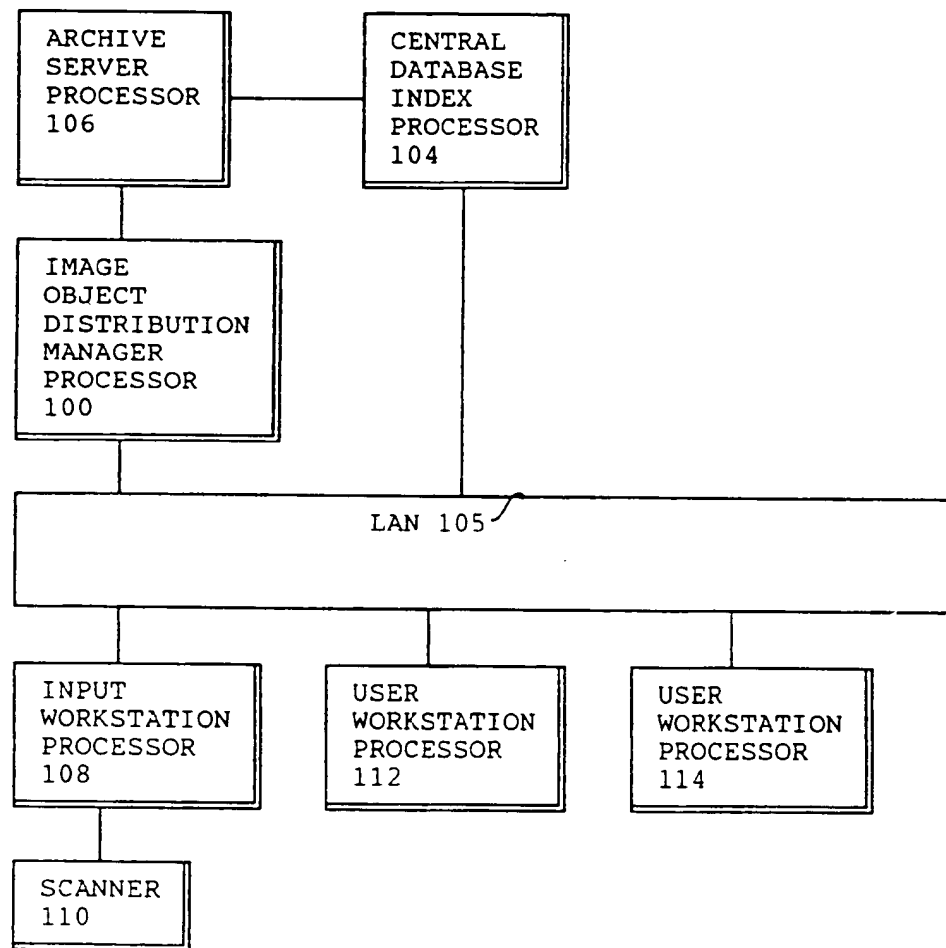 ARCHIVE
SERVER
PROCESSOR
106
CENTRAL
DATABASE
INDEX
PROCESSOR
104
IMAGE
OBJECT
DISTRIBUTION
MANAGER
PROCESSOR
100
LAN 105
INPUT
WORKSTATION
PROCESSOR
108
USER
WORKSTATION
PROCESSOR
112
USER
WORKSTATION
PROCESSOR
114
SCANNER
110